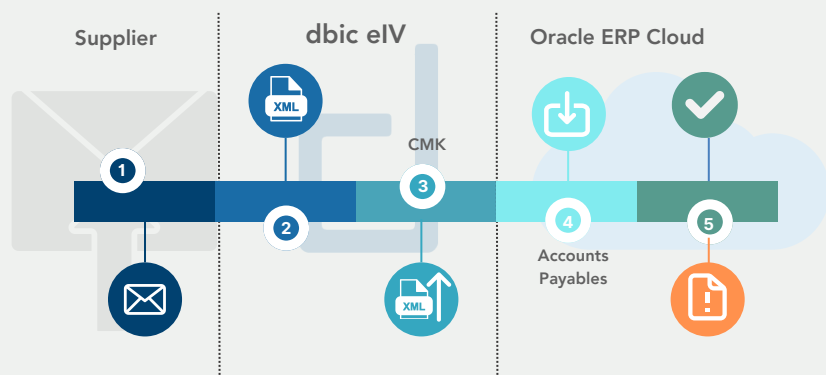 Supplier
dbic eIV
Oracle ERP Cloud
XML
CMK
1
2
3
4
5
Accounts
Payables
XML